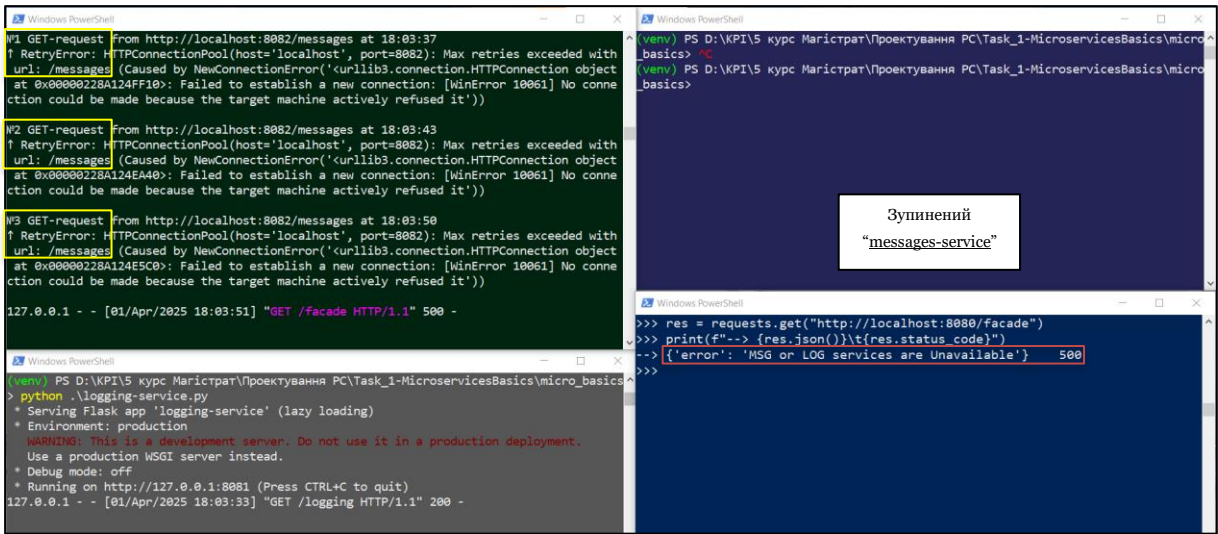 Windows PowerShell
№1 GET-request from http://localhost:8082/messages at 18:03:37
↑ RetryError: HTTPConnectionPool(host='localhost', port=8082): Max retries exceeded with
url: /messages (Caused by NewConnectionError('<urllib3.connection.HTTPConnection object
at 0x00000228A124FF10>: Failed to establish a new connection: [WinError 10061] No conne
ction could be made because the target machine actively refused it'))
№2 GET-request from http://localhost:8082/messages at 18:03:43
↑ RetryError: HTTPConnectionPool(host='localhost', port=8082): Max retries exceeded with
url: /messages (Caused by NewConnectionError('<urllib3.connection.HTTPConnection object
at 0x00000228A124EA40>: Failed to establish a new connection: [WinError 10061] No conne
ction could be made because the target machine actively refused it'))
№3 GET-request from http://localhost:8082/messages at 18:03:50
↑ RetryError: HTTPConnectionPool(host='localhost', port=8082): Max retries exceeded with
url: /messages (Caused by NewConnectionError('<urllib3.connection.HTTPConnection object
at 0x00000228A124E5C0>: Failed to establish a new connection: [WinError 10061] No conne
ction could be made because the target machine actively refused it'))
127.0.0.1 - - [01/Apr/2025 18:03:51] "GET /facade HTTP/1.1" 500 -
Windows PowerShell
(venv) PS D:\KPI\5 курс Магістрат\Проектування РС\Task_1-MicroservicesBasics\micro
_basics> ^C
(venv) PS D:\KPI\5 курс Магістрат\Проектування РС\Task_1-MicroservicesBasics\micro
_basics>
Зупинений
“messages-service”
Windows PowerShell
(venv) PS D:\KPI\5 курс Магістрат\Проектування РС\Task_1-MicroservicesBasics\micro_basics
> python .\logging-service.py
* Serving Flask app 'logging-service' (lazy loading)
* Environment: production
WARNING: This is a development server. Do not use it in a production deployment.
Use a production WSGI server instead.
* Debug mode: off
* Running on http://127.0.0.1:8081 (Press CTRL+C to quit)
127.0.0.1 - - [01/Apr/2025 18:03:33] "GET /logging HTTP/1.1" 200 -
Windows PowerShell
>>> res = requests.get("http://localhost:8080/facade")
>>> print(f"--> {res.json()}\t{res.status_code}")
--> {'error': 'MSG or LOG services are Unavailable'} 500
>>>